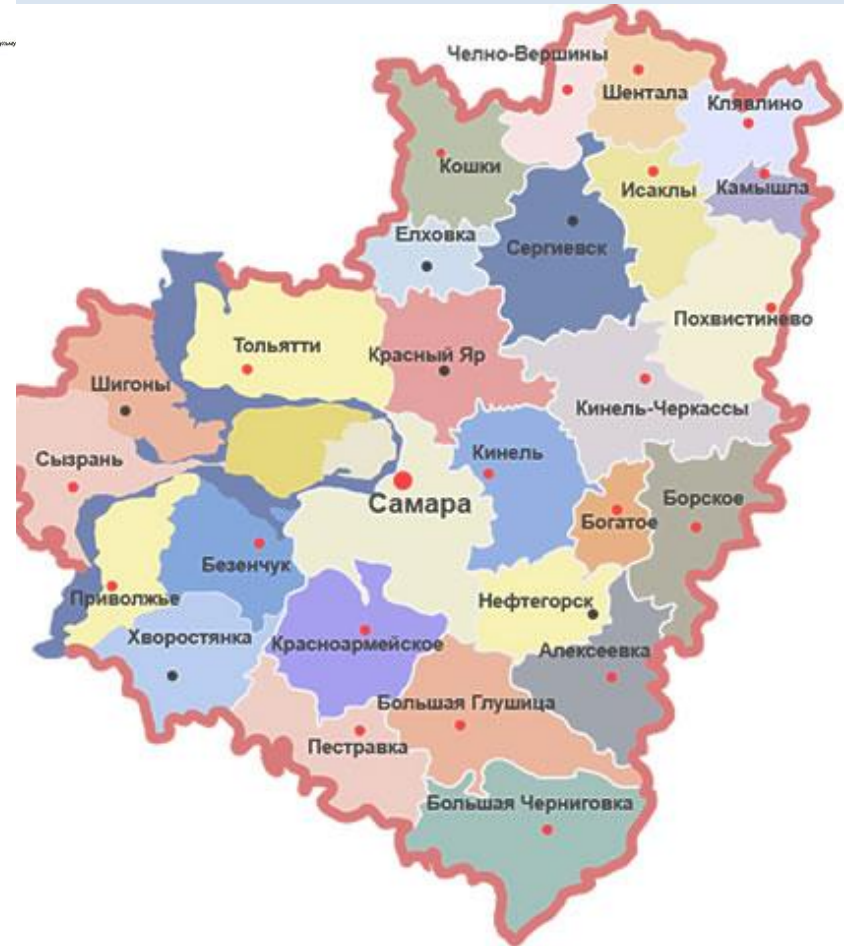 Челно-Вершины
Шентала
Клявлино
Кошки
Исаклы
Камышла
Елховка
Сергиевск
Похвистинево
Тольятти
Красный Яр
Шигоны
Кинель-Черкассы
Сызрань
Кинель
Самара
Борское
Богатое
Безенчук
Приволжье
Нефтегорск
Хворостянка
Красноармейское
Алексеевка
Большая Глушица
Пестравка
Большая Черниговка